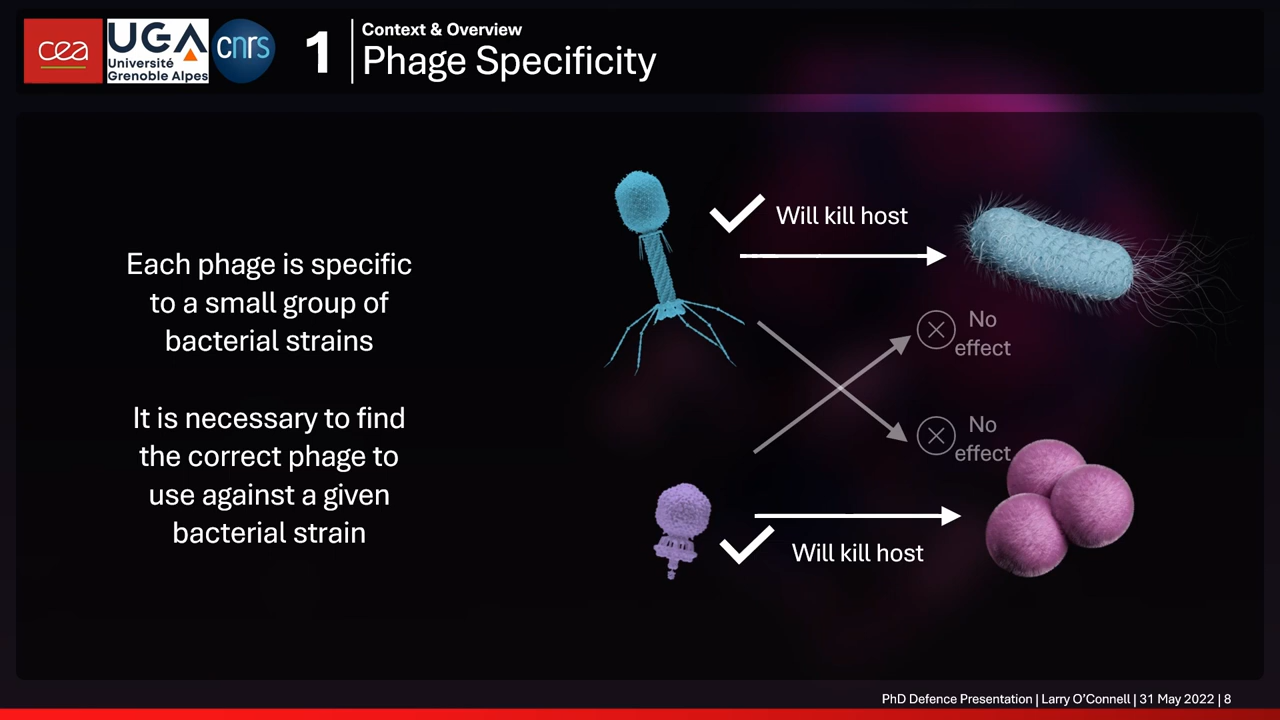 cea
UGA
Université
Grenoble Alpes
cnrs
1
Context & Overview
Phage Specificity
Each phage is specific
to a small group of
bacterial strains
It is necessary to find
the correct phage to
use against a given
bacterial strain
Will kill host
No
effect
No
effect
Will kill host
PhD Defence Presentation | Larry O'Connell | 31 May 2022 | 8